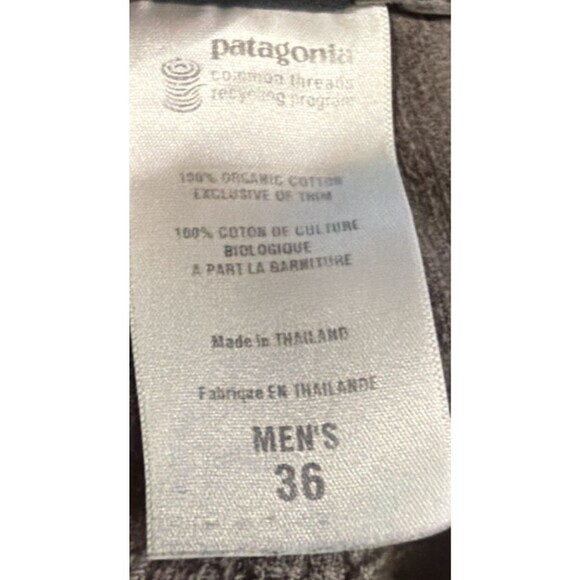 patagonia
common threads
recycling program
100% ORGANIC COTTON
EXCLUSIVE OF TRIM
100% COTON DE CULTURE
BIOLOGIQUE
A PART LA GARNITURE
Made in THAILAND
Fabrique EN THAILANDE
MEN'S
36